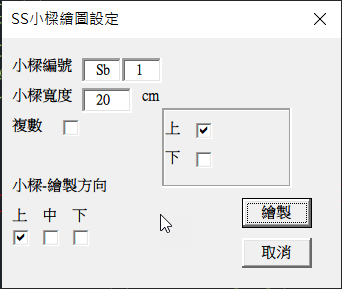 SS小樑繪圖設定
小樑編號 Sb 1
小樑寬度 20 cm
複數
上
下
小樑-繪製方向
上 中 下
繪製
取消